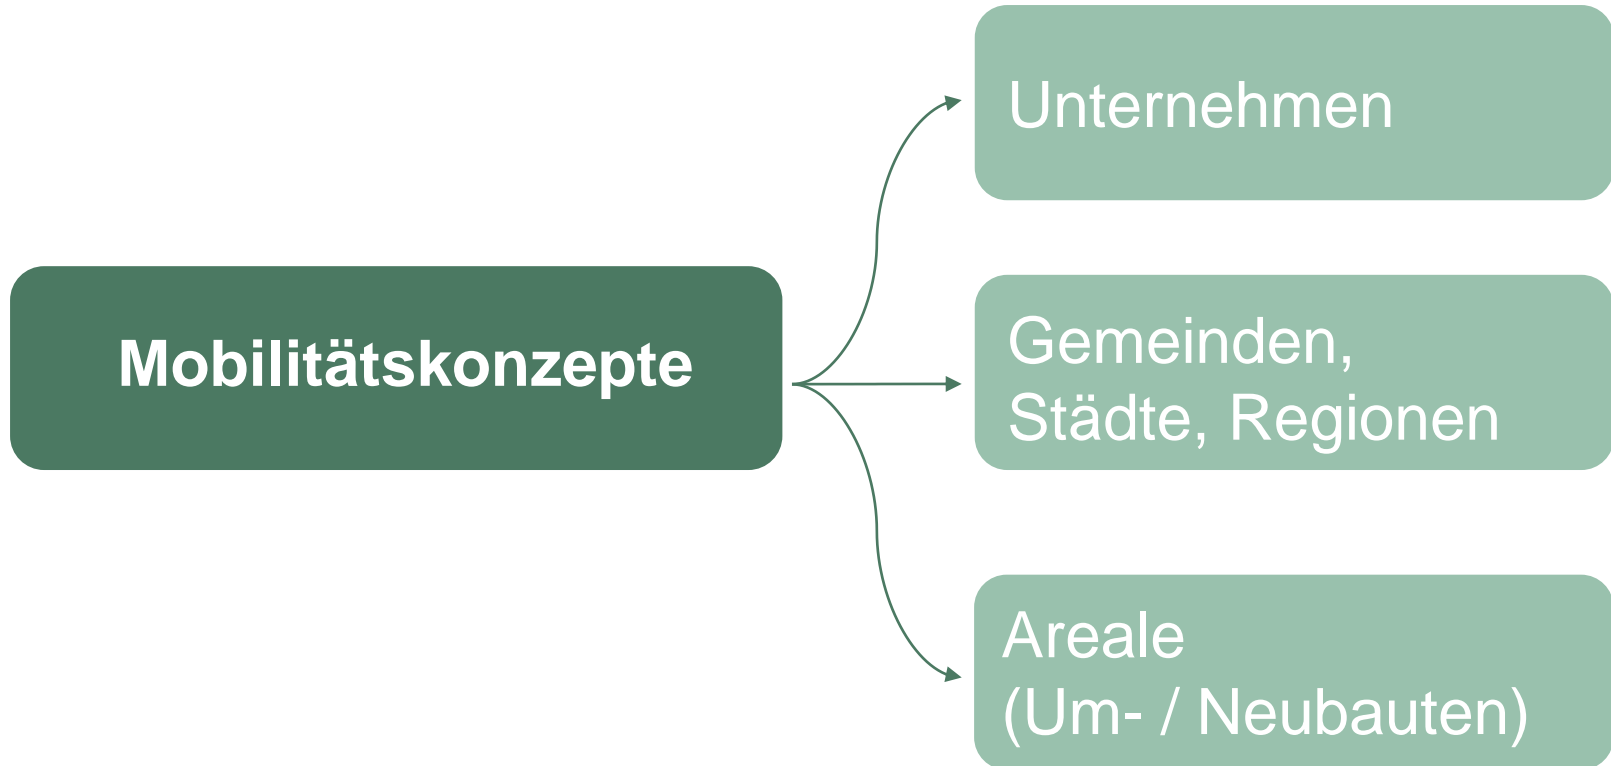 Mobilitätskonzepte
Unternehmen
Gemeinden,
Städte, Regionen
Areale
(Um- / Neubauten)